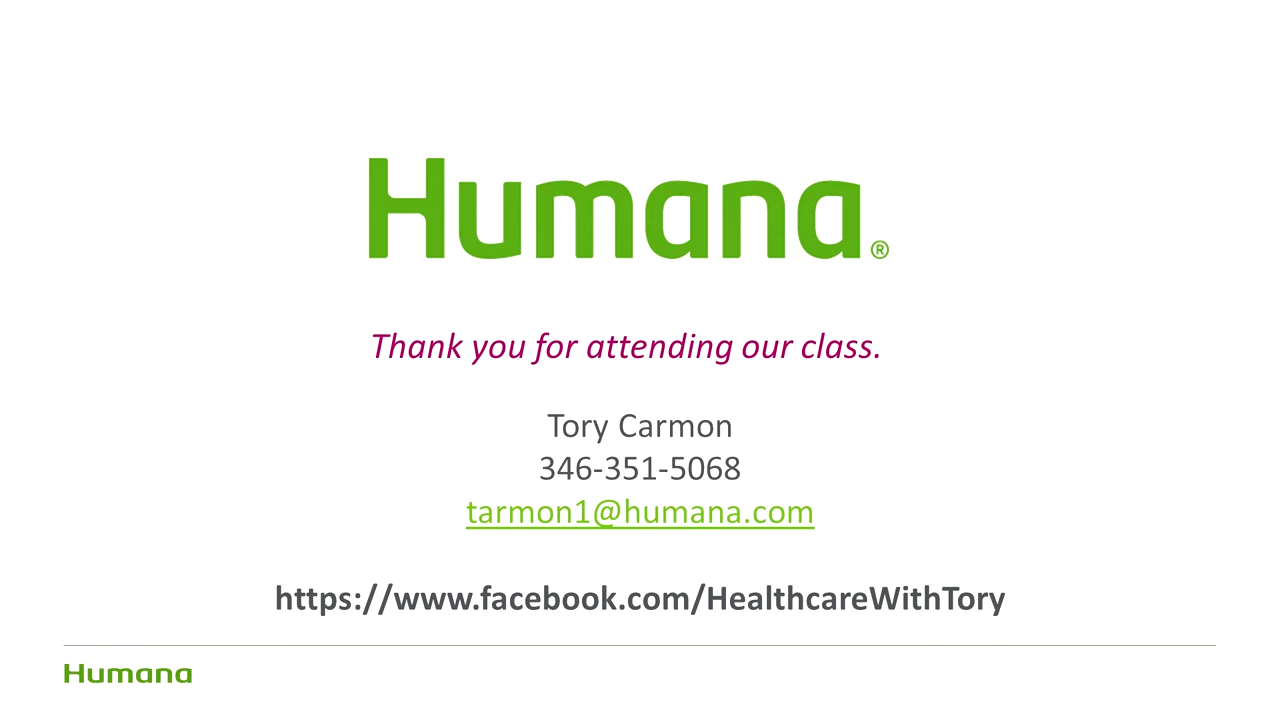 Humana®
Thank you for attending our class.
Tory Carmon
346-351-5068
tarmon1@humana.com
https://www.facebook.com/HealthcareWithTory
Humana